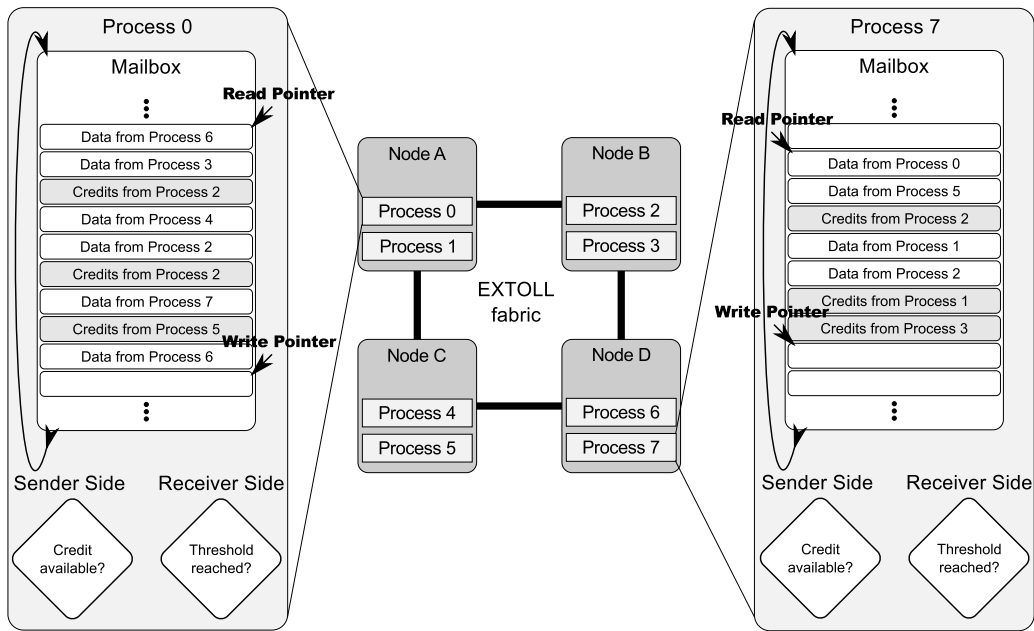 Process 0
Mailbox
Read Pointer
Data from Process 6
Data from Process 3
Credits from Process 2
Data from Process 4
Data from Process 2
Credits from Process 2
Data from Process 7
Credits from Process 5
Write Pointer
Data from Process 6
Sender Side
Receiver Side
Credit
available?
Threshold
reached?
Node A
Process 0
Process 1
Node B
Process 2
Process 3
EXTOLL
fabric
Node C
Process 4
Process 5
Node D
Process 6
Process 7
Process 7
Mailbox
Read Pointer
Data from Process 0
Data from Process 5
Credits from Process 2
Data from Process 1
Data from Process 2
Credits from Process 1
Write Pointer
Credits from Process 3
Sender Side
Receiver Side
Credit
available?
Threshold
reached?